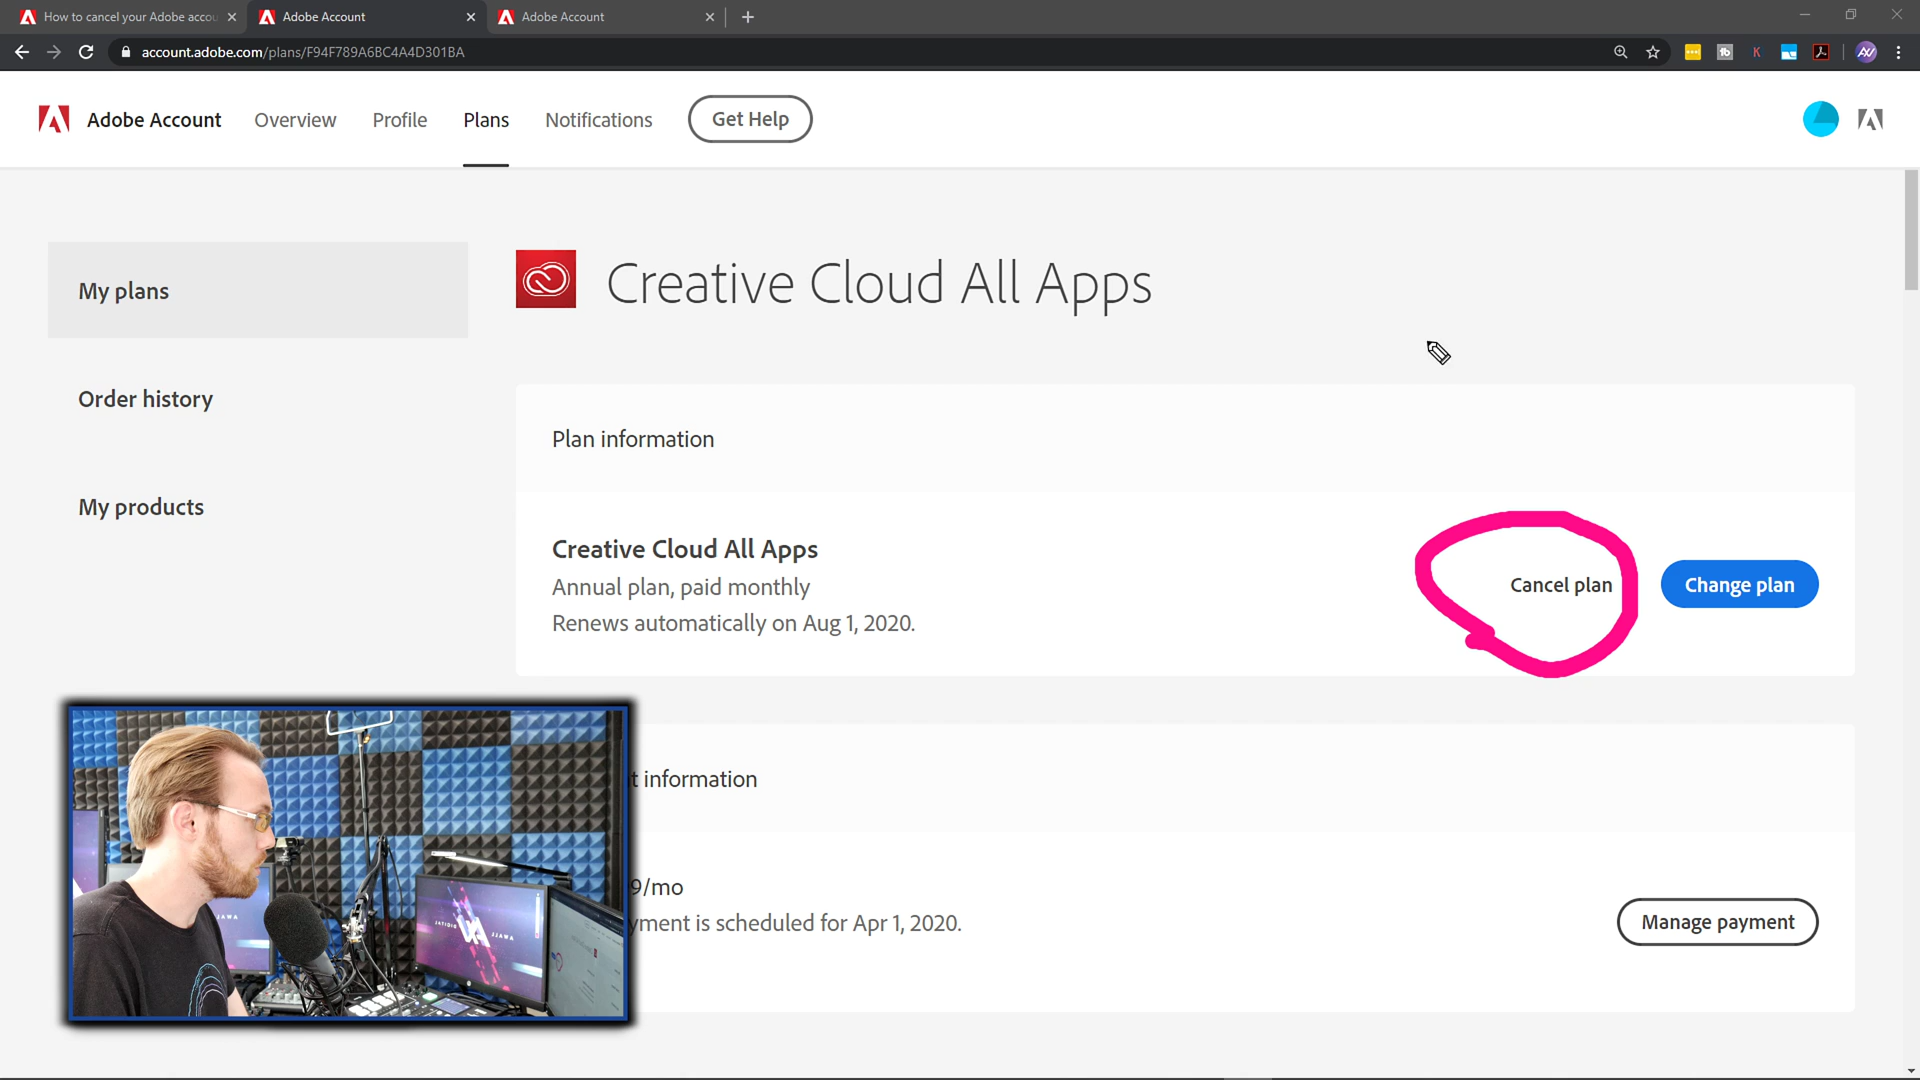 How to cancel your Adobe accou
Adobe Account
Adobe Account
account.adobe.com/plans/F94F789A6BC4A4D301BA
Adobe Account
Overview
Profile
Plans
Notifications
Get Help
My plans
Order history
My products
Creative Cloud All Apps
Plan information
Creative Cloud All Apps
Annual plan, paid monthly
Renews automatically on Aug 1, 2020.
Cancel plan
Change plan
t information
9/mo
yment is scheduled for Apr 1, 2020.
Manage payment